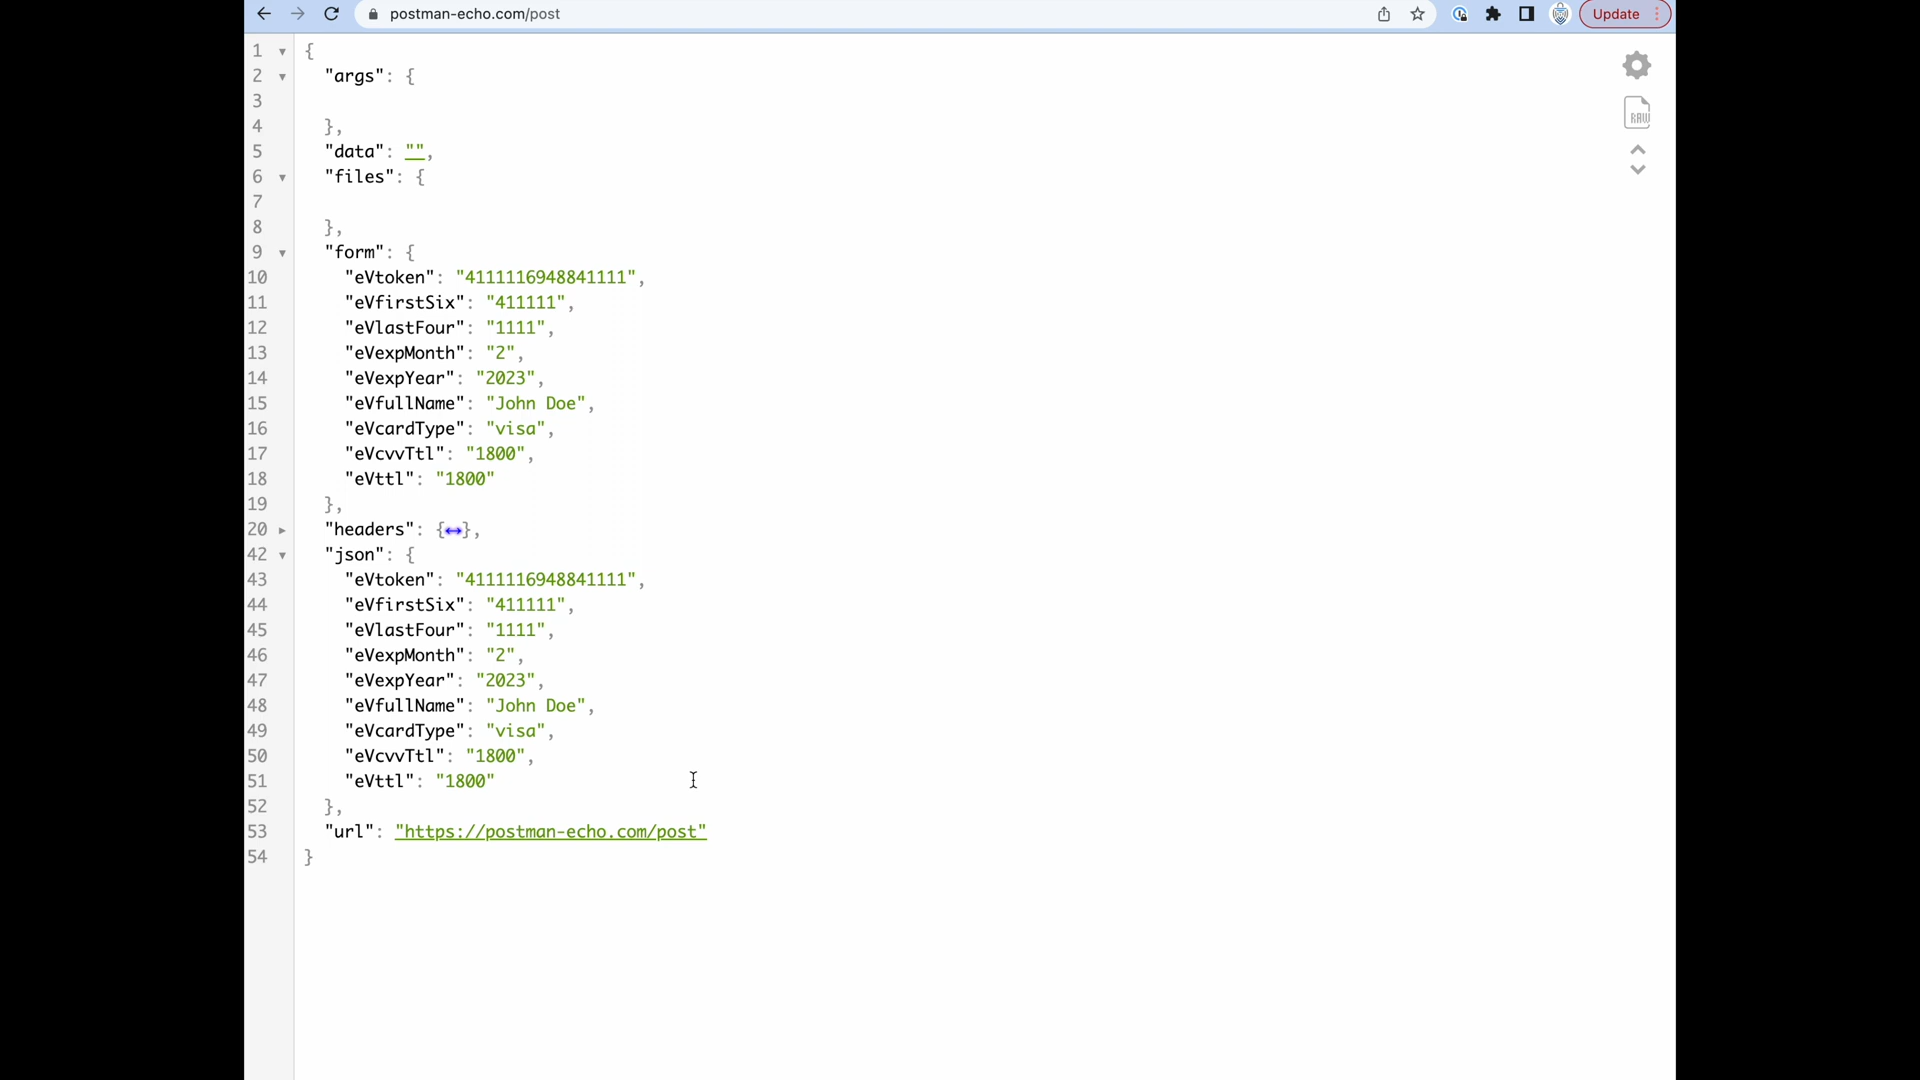 postman-echo.com/post
Update
1 {
2 "args": {
3
4 },
5 "data": "",
6 "files": {
7
8 },
9 "form": {
10 "eVtoken": "4111116948841111",
11 "eVfirstSix": "411111",
12 "eVlastFour": "1111",
13 "eVexpMonth": "2",
14 "eVexpYear": "2023",
15 "eVfullName": "John Doe",
16 "eVcardType": "visa",
17 "eVcvvTtl": "1800",
18 "eVttl": "1800"
19 },
20 "headers": {↔},
42 "json": {
43 "eVtoken": "4111116948841111",
44 "eVfirstSix": "411111",
45 "eVlastFour": "1111",
46 "eVexpMonth": "2",
47 "eVexpYear": "2023",
48 "eVfullName": "John Doe",
49 "eVcardType": "visa",
50 "eVcvvTtl": "1800",
51 "eVttl": "1800"
52 },
53 "url": "https://postman-echo.com/post"
54 }
RAW